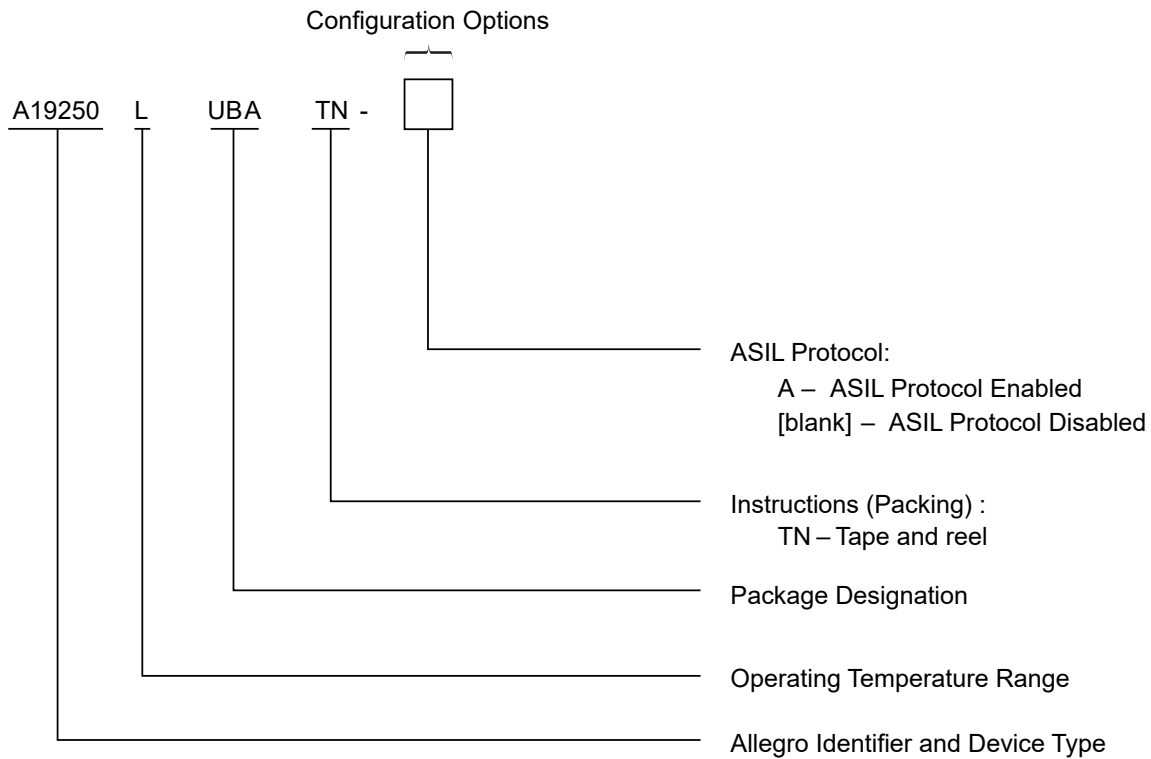 Configuration Options
A19250 L UBA TN -
ASIL Protocol:
A – ASIL Protocol Enabled
[blank] – ASIL Protocol Disabled
Instructions (Packing) :
TN – Tape and reel
Package Designation
Operating Temperature Range
Allegro Identifier and Device Type